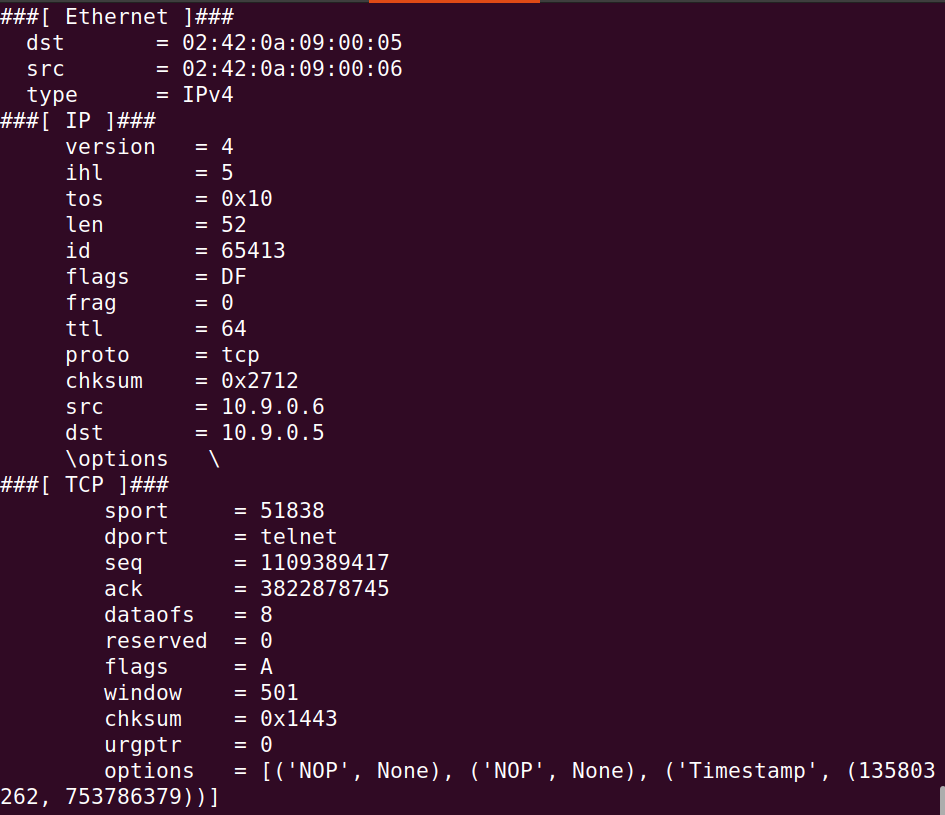 ###[ Ethernet ]###
  dst       = 02:42:0a:09:00:05
  src       = 02:42:0a:09:00:06
  type      = IPv4
###[ IP ]###
     version   = 4
     ihl       = 5
     tos       = 0x10
     len       = 52
     id        = 65413
     flags     = DF
     frag      = 0
     ttl       = 64
     proto     = tcp
     chksum    = 0x2712
     src       = 10.9.0.6
     dst       = 10.9.0.5
     \options   \
###[ TCP ]###
        sport     = 51838
        dport     = telnet
        seq       = 1109389417
        ack       = 3822878745
        dataofs   = 8
        reserved  = 0
        flags     = A
        window    = 501
        chksum    = 0x1443
        urgptr    = 0
        options   = [('NOP', None), ('NOP', None), ('Timestamp', (135803
262, 753786379))]